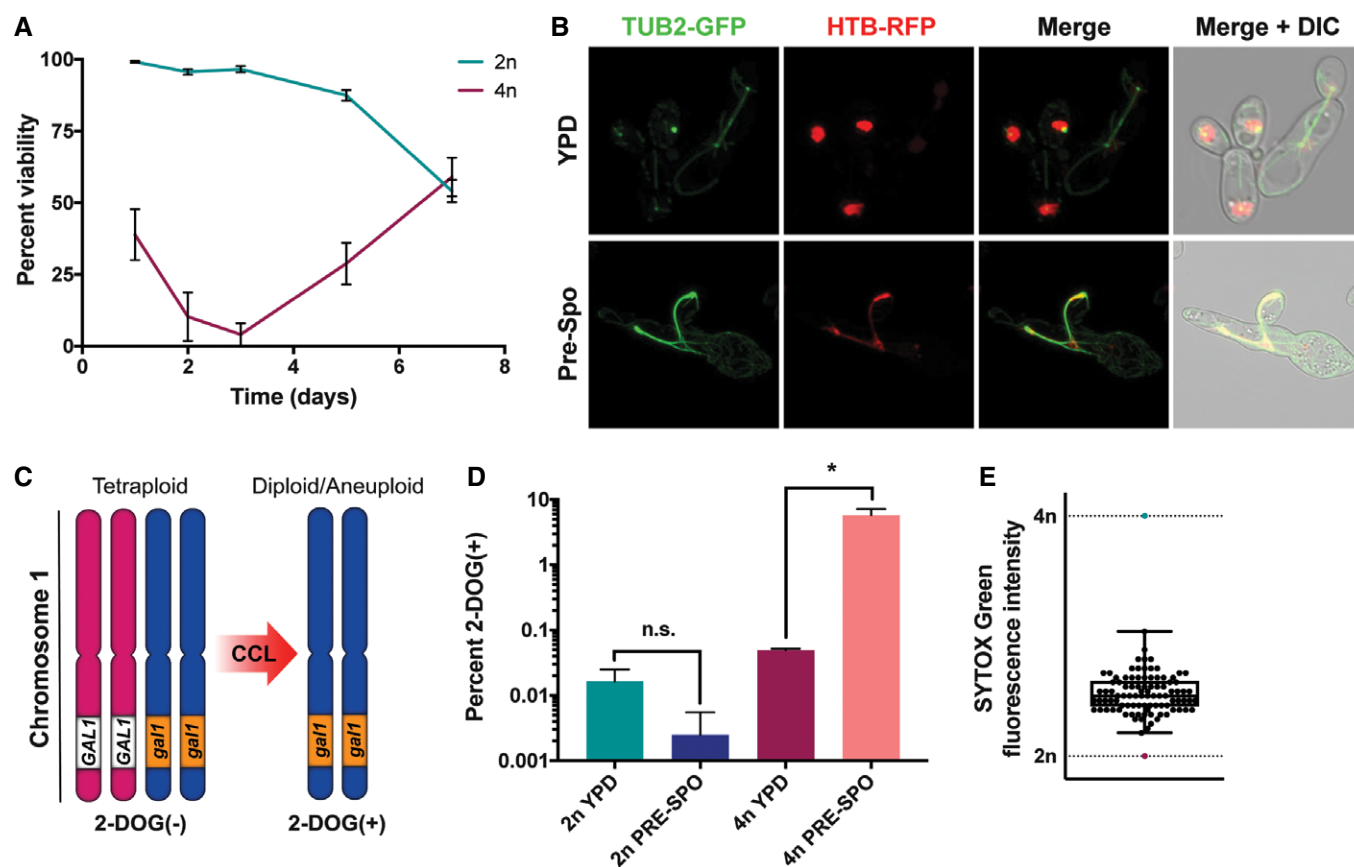 A
Percent viability
100
75
50
25
0
0 2 4 6 8
Time (days)
2n
4n
B
TUB2-GFP HTB-RFP Merge Merge + DIC
YPD
Pre-Spo
C
Tetraploid Diploid/Aneuploid
Chromosome 1
CCL
GAL1 GAL1 gal1 gal1 gal1 gal1
2-DOG(-) 2-DOG(+)
D
Percent 2-DOG(+)
10
1
0.1
0.01
0.001
n.s.
*
2n YPD
2n PRE-SPO
4n YPD
4n PRE-SPO
E
SYTOX Green
fluorescence intensity
4n
2n